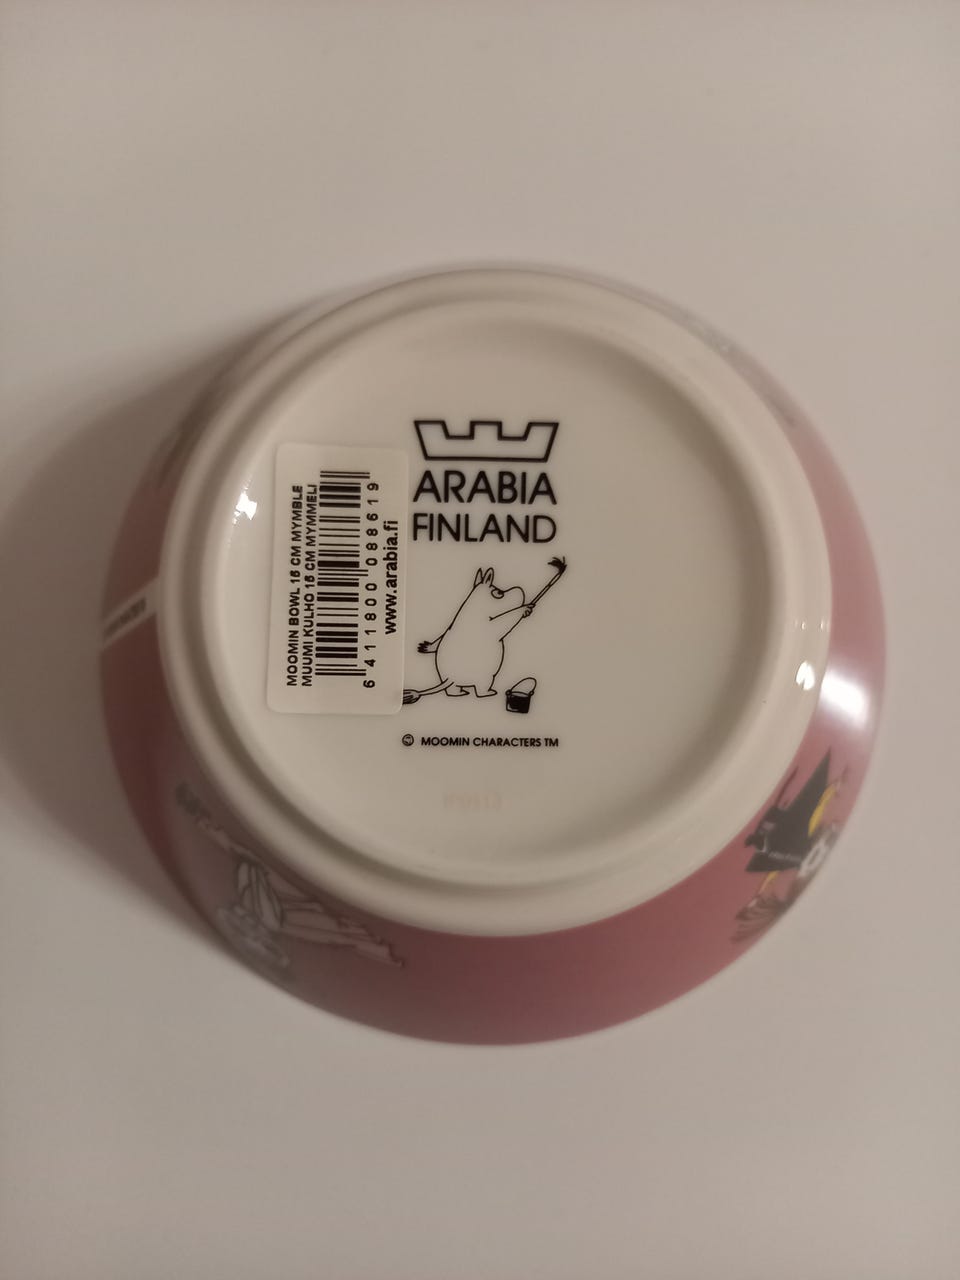 ARABIA
FINLAND
MOOMIN BOWL 15 CM MYMBLE
MUUMI KULHO 15 CM MYMMELI
6 411800 088619
www.arabia.fi
© MOOMIN CHARACTERS TM